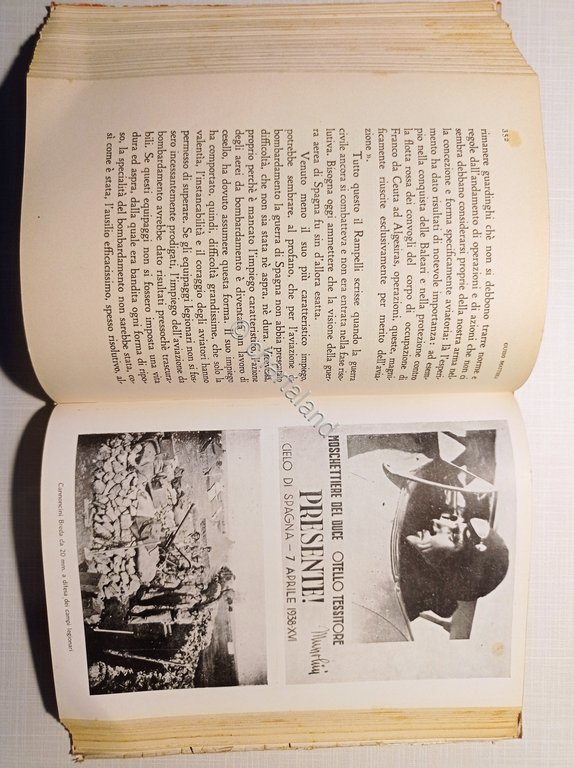 352
GUIDO MATTIOLI
rimanere guardinghi chè non si debbono trarre norme e
regole dall'andamento di operazioni e di azioni che non ci
sembra debbano considerarsi proprie della nostra arma nel-
la concezione e forma specificamente aviatoria: là l'esperi-
mento ha dato risultati di notevole importanza: ad esem-
pio nella conquista delle Baleari e nella protezione contro
la flotta rossa dei convogli del corpo di occupazione di
Franco da Ceuta ad Algesiras, operazioni, queste, magni-
ficamente riuscite esclusivamente per merito dell'avia-
zione
Tutto questo il Rampelli scrisse quando la guerra
civile ancora si combatteva e non era entrata nella fase riso-
lutiva. Bisogna oggi ammettere che la visione della guer-
ra aerea di Spagna fu sin d'allora esatta.
Venuto meno il suo più caratteristico impiego,
potrebbe sembrare, al profano, che per l'aviazione da
bombardamento la guerra di Spagna non abbia presentato
difficoltà, che non sia stata nè aspra, nè dura. Viceversa,
proprio perchè è mancato l'impiego caratteristico, l'azione
degli aerei da bombardamento è diventata un lavoro di
cesello, ha dovuto assumere questa forma il suo impiego
ha comportato, quindi, difficoltà grandissime, che solo la
valentia, l'instancabilità e il coraggio degli aviatori hanno
permesso di superare. Se gli equipaggi legionari non si fos-
sero incessantemente prodigati, l'impiego dell'aviazione da
bombardamento avrebbe dato risultati pressochè trascura-
bili. Se questi equipaggi non si fossero imposta una vita
dura ed aspra, dalla quale era bandita ogni forma di ripo-
so, la specialità del bombardamento non sarebbe stata, co-
sì come è stata, l'ausilio efficacissimo, spesso risolutivo, al-
MOSCHETTIERE DEL DUCE OTELLO TESSITORE
PRESENTE!
CIELO DI SPAGNA - 7 APRILE 1938-XVI
Cannoncini Breda da 20 mm. a difesa dei campi legionari